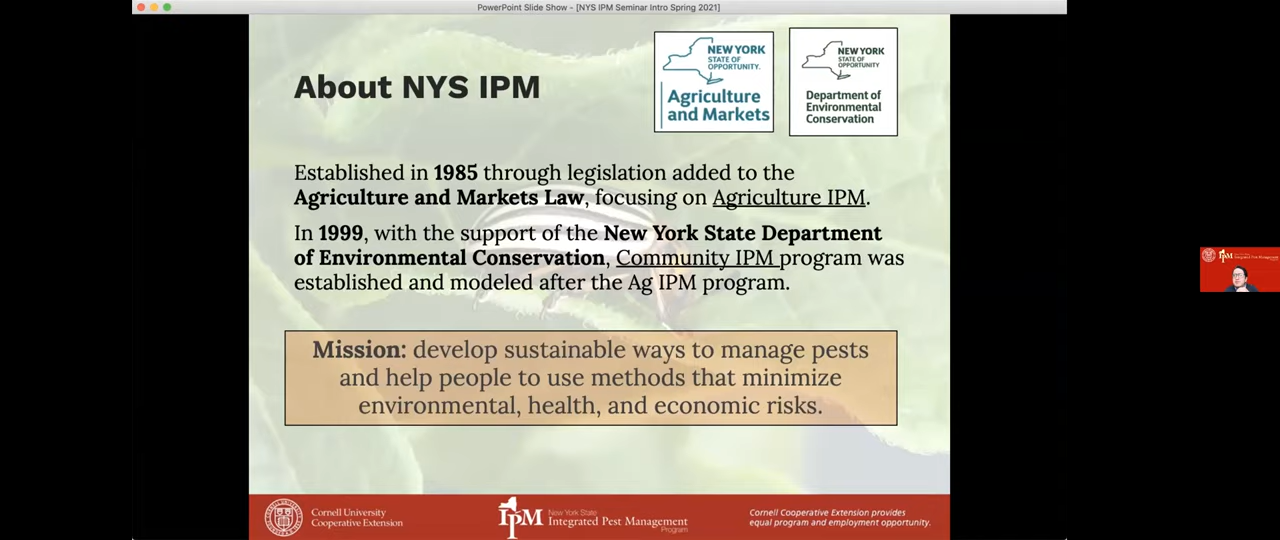 PowerPoint Slide Show - [NYS IPM Seminar Intro Spring 2021]
About NYS IPM
NEW YORK
STATE OF
OPPORTUNITY.
Agriculture
and Markets
NEW YORK
STATE OF
OPPORTUNITY
Department of
Environmental
Conservation
Established in 1985 through legislation added to the
Agriculture and Markets Law, focusing on Agriculture IPM.
In 1999, with the support of the New York State Department
of Environmental Conservation, Community IPM program was
established and modeled after the Ag IPM program.
Mission: develop sustainable ways to manage pests
and help people to use methods that minimize
environmental, health, and economic risks.
Cornell University
Cooperative Extension
IPM
New York State
Integrated Pest Management
Program
Cornell Cooperative Extension provides
equal program and employment opportunity.
IPM
Integrated Pest Management